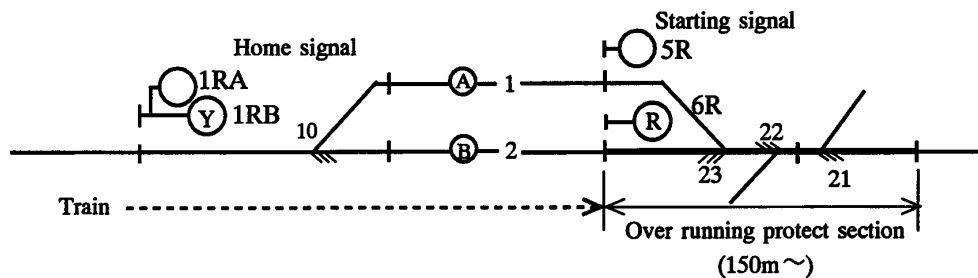 Starting signal
Home signal
5R
1RA
Y 1RB
A 1
6R
R
10
22
B 2
23
21
Train
Over running protect section
(150m ~)